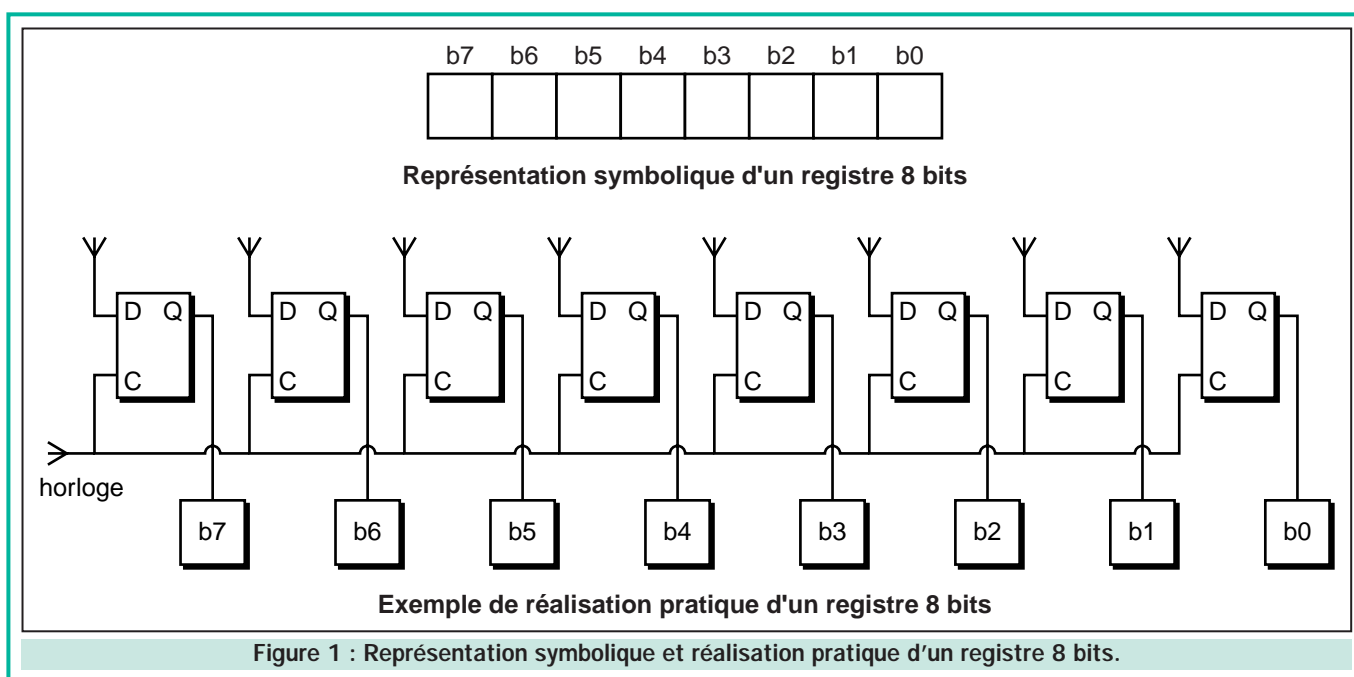 b7 b6 b5 b4 b3 b2 b1 b0
Représentation symbolique d'un registre 8 bits
D Q D Q D Q D Q D Q D Q D Q D Q
C C C C C C C C
horloge
b7 b6 b5 b4 b3 b2 b1 b0
Exemple de réalisation pratique d'un registre 8 bits
Figure 1 : Représentation symbolique et réalisation pratique d'un registre 8 bits.